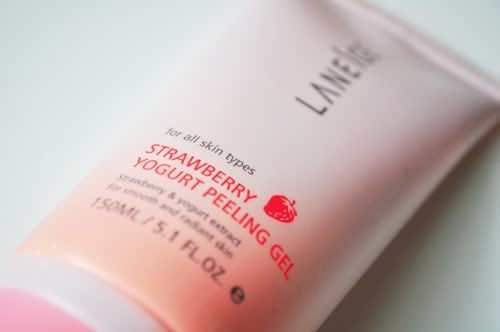 LANEIGE
for all skin types
STRAWBERRY
YOGURT PEELING GEL
Strawberry & yogurt extract
For smooth and radiant skin
150ML / 5.1 FL.OZ. e